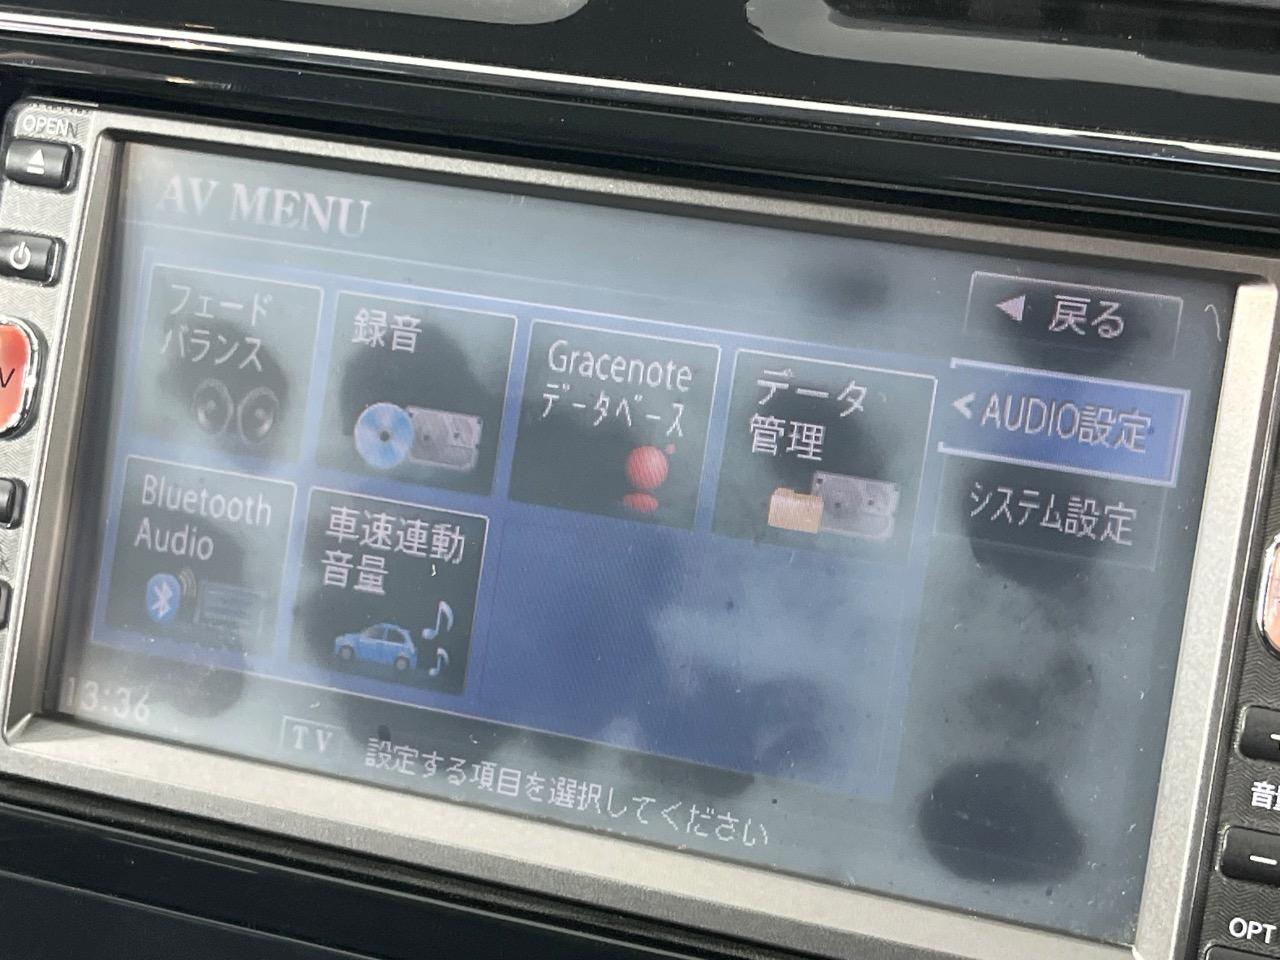 OPEN
AV MENU
フェード
バランス
録音
Gracenote
データベース
データ
管理
戻る
< AUDIO設定
システム設定
Bluetooth
Audio
車速連動
音量
13:36
TV
設定する項目を選択してください
V
音量
OPT